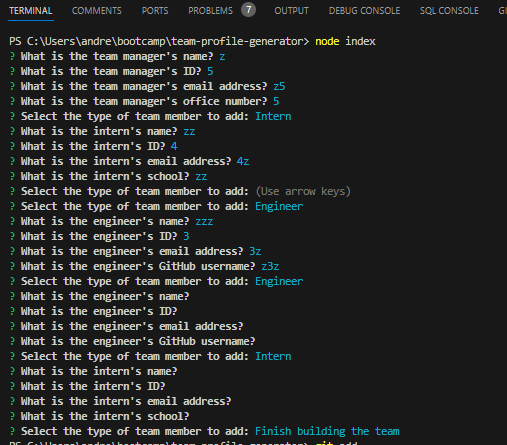 TERMINAL COMMENTS PORTS PROBLEMS 7 OUTPUT DEBUG CONSOLE SQL CONSOLE
PS C:\Users\andre\bootcamp\team-profile-generator> node index
? What is the team manager's name? z
? What is the team manager's ID? 5
? What is the team manager's email address? z5
? What is the team manager's office number? 5
? Select the type of team member to add: Intern
? What is the intern's name? zz
? What is the intern's ID? 4
? What is the intern's email address? 4z
? What is the intern's school? zz
? Select the type of team member to add: (Use arrow keys)
? Select the type of team member to add: Engineer
? What is the engineer's name? zzz
? What is the engineer's ID? 3
? What is the engineer's email address? 3z
? What is the engineer's GitHub username? z3z
? Select the type of team member to add: Engineer
? What is the engineer's name?
? What is the engineer's ID?
? What is the engineer's email address?
? What is the engineer's GitHub username?
? Select the type of team member to add: Intern
? What is the intern's name?
? What is the intern's ID?
? What is the intern's email address?
? What is the intern's school?
? Select the type of team member to add: Finish building the team
PS C:\Users\andre\bootcamp\team-profile-generator> git add